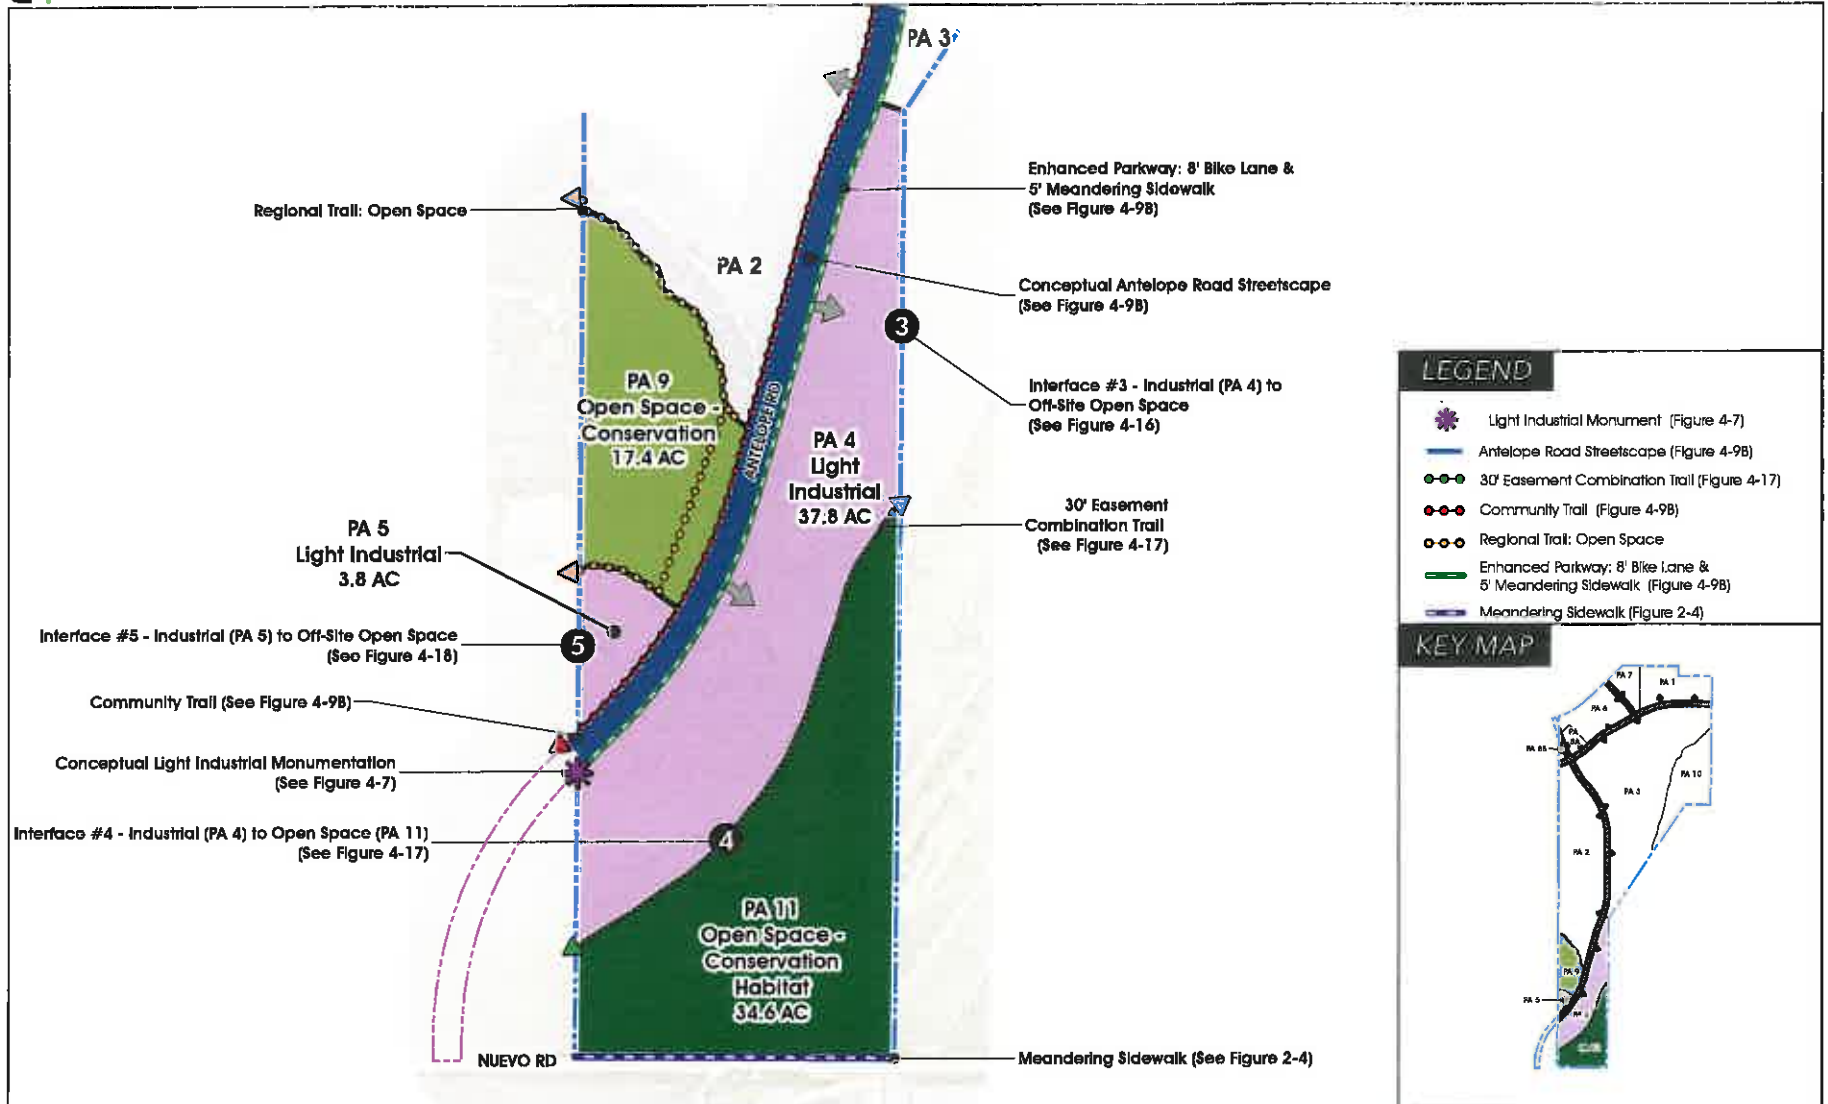 PA 3
Regional Trail: Open Space
Enhanced Parkway: 8' Bike Lane &
5' Meandering Sidewalk
(See Figure 4-9B)
PA 2
Conceptual Antelope Road Streetscape
(See Figure 4-9B)
3
PA 9
Open Space -
Conservation
17.4 AC
ANTELOPE RD
Interface #3 - Industrial (PA 4) to
Off-Site Open Space
(See Figure 4-16)
PA 4
Light
Industrial
37.8 AC
30' Easement
Combination Trail
(See Figure 4-17)
PA 5
Light Industrial
3.8 AC
Interface #5 - Industrial (PA 5) to Off-Site Open Space
(See Figure 4-18)
5
Community Trail (See Figure 4-9B)
Conceptual Light Industrial Monumentation
(See Figure 4-7)
Interface #4 - Industrial (PA 4) to Open Space (PA 11)
(See Figure 4-17)
4
PA 11
Open Space -
Conservation
Habitat
34.6 AC
NUEVO RD
Meandering Sidewalk (See Figure 2-4)
LEGEND
Light Industrial Monument (Figure 4-7)
Antelope Road Streetscape (Figure 4-9B)
30' Easement Combination Trail (Figure 4-17)
Community Trail (Figure 4-9B)
Regional Trail: Open Space
Enhanced Parkway: 8' Bike Lane &
5' Meandering Sidewalk (Figure 4-9B)
Meandering Sidewalk (Figure 2-4)
KEY MAP
PA 7
PA 1
PA 6
PA
8A
PA 8B
PA 10
PA 3
PA 2
PA 9
PA 5